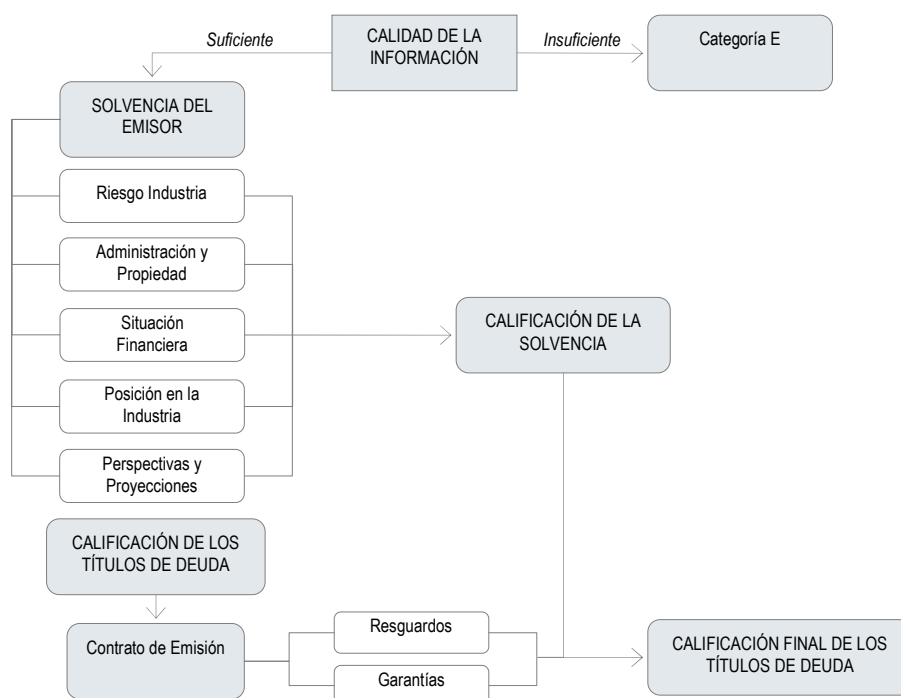 Suficiente
CALIDAD DE LA
INFORMACIÓN
Insuficiente
Categoría E
SOLVENCIA DEL
EMISOR
Riesgo Industria
Administración y
Propiedad
Situación
Financiera
Posición en la
Industria
Perspectivas y
Proyecciones
CALIFICACIÓN DE LA
SOLVENCIA
CALIFICACIÓN DE LOS
TÍTULOS DE DEUDA
Contrato de Emisión
Resguardos
Garantías
CALIFICACIÓN FINAL DE LOS
TÍTULOS DE DEUDA